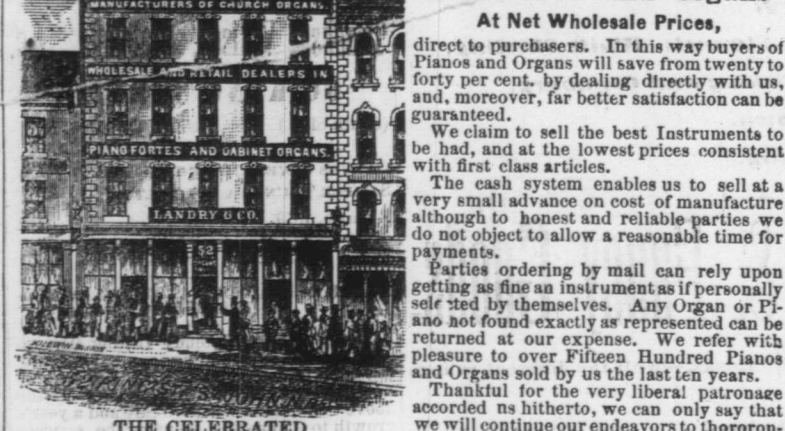 MANUFACTURERS OF CHURCH ORGANS.
WHOLESALE AND RETAIL DEALERS IN
PIANO FORTES AND CABINET ORGANS.
LANDRY & CO.
52
THE CELEBRATED
At Net Wholesale Prices,
direct to purchasers. In this way buyers of
Pianos and Organs will save from twenty to
forty per cent. by dealing directly with us,
and, moreover, far better satisfaction can be
guaranteed.
We claim to sell the best Instruments to
be had, and at the lowest prices consistent
with first class articles.
The cash system enables us to sell at a
very small advance on cost of manufacture
although to honest and reliable parties we
do not object to allow a reasonable time for
payments.
Parties ordering by mail can rely upon
getting as fine an instrument as if personally
selected by themselves. Any Organ or Pi-
ano not found exactly as represented can be
returned at our expense. We refer with
pleasure to over Fifteen Hundred Pianos
and Organs sold by us the last ten years.
Thankful for the very liberal patronage
accorded ns hitherto, we can only say that
we will continue our endeavors to thororon-